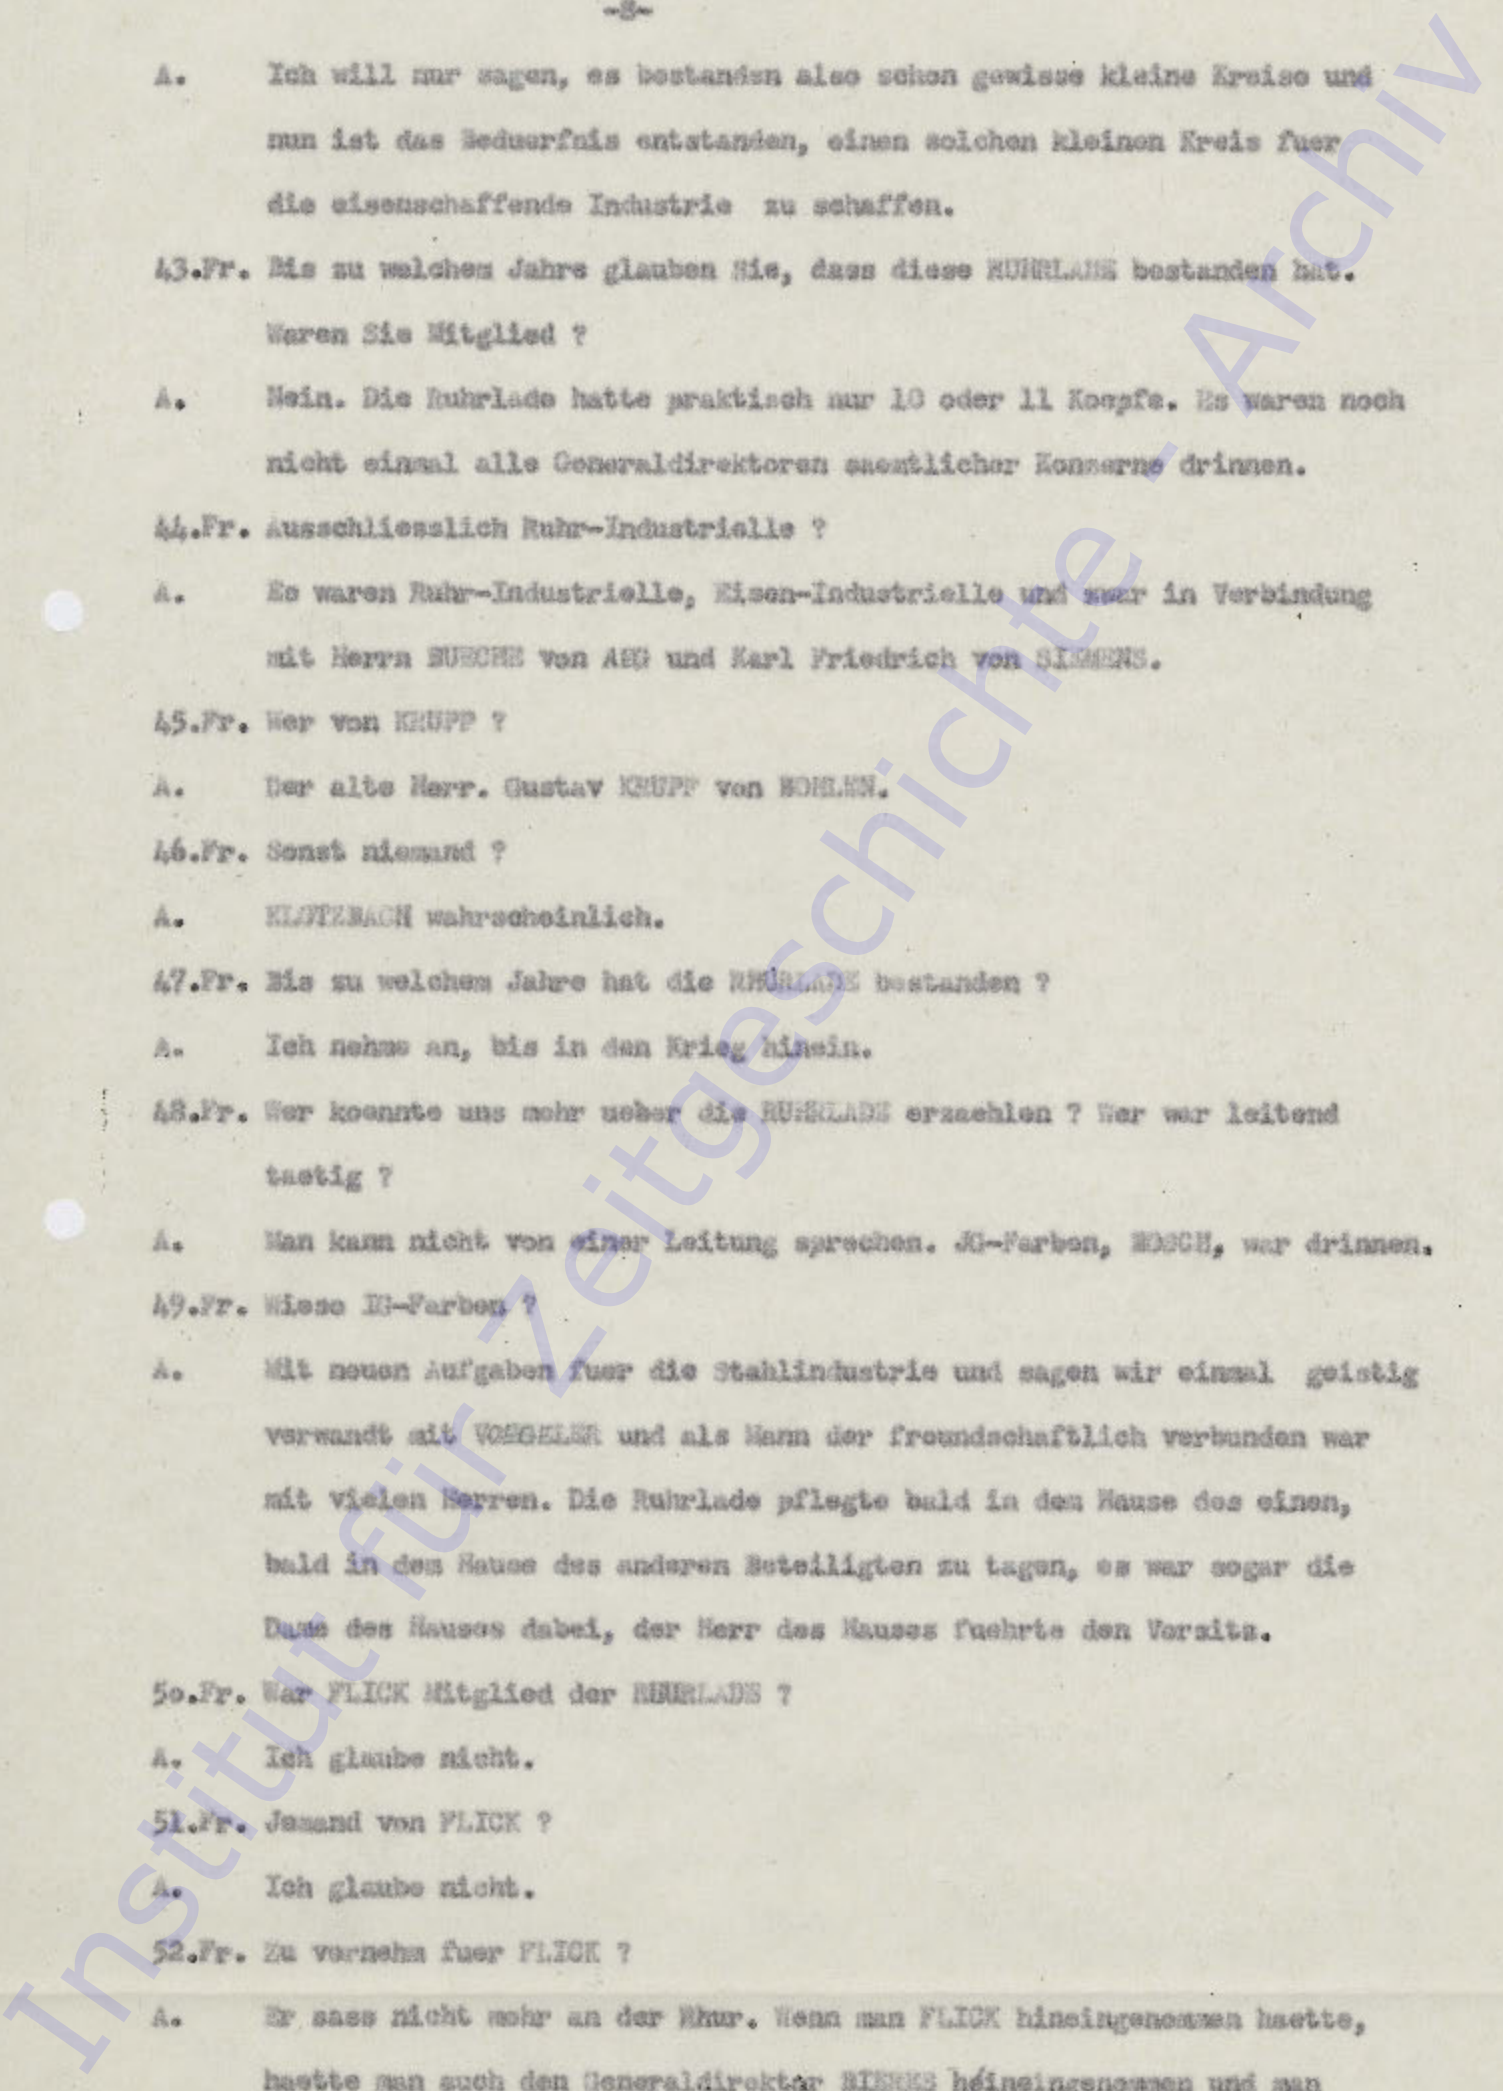 -8-
A. Ich will nur sagen, es bestanden also schon gewisse kleine Kreise und
nun ist das Beduerfnis entstanden, einen solchen kleinen Kreis fuer
die eisenschaffende Industrie zu schaffen.
43.Fr. Bis zu welchem Jahre glauben Sie, dass diese RUHRLADE bestanden hat.
Waren Sie Mitglied ?
A. Nein. Die Ruhrlade hatte praktisch nur 10 oder 11 Koepfe. Es waren noch
nicht einmal alle Generaldirektoren saemtlicher Konzerne drinnen.
44.Fr. Ausschliesslich Ruhr-Industrielle ?
A. Es waren Ruhr-Industrielle, Eisen-Industrielle und zwar in Verbindung
mit Herrn BUECHE von AEG und Karl Friedrich von SIEMENS.
45.Fr. Wer von KRUPP ?
A. Der alte Herr. Gustav KRUPP von BOHLEN.
46.Fr. Sonst niemand ?
A. KLOTZBACH wahrscheinlich.
47.Fr. Bis zu welchem Jahre hat die RHURLADE bestanden ?
A. Ich nehme an, bis in den Krieg hinein.
48.Fr. Wer koennte uns mehr ueber die RUHRLADE erzaehlen ? Wer war leitend
taetig ?
A. Man kann nicht von einer Leitung sprechen. JG-Farben, BOSCH, war drinnen.
49.Fr. Wieso IG-Farben ?
A. Mit neuen Aufgaben fuer die Stahlindustrie und sagen wir einmal geistig
verwandt mit VOEGELER und als Mann der freundschaftlich verbunden war
mit vielen Herren. Die Ruhrlade pflegte bald in dem Hause des einen,
bald in dem Hause des anderen Beteiligten zu tagen, es war sogar die
Dame des Hauses dabei, der Herr des Hauses fuehrte den Vorsitz.
50.Fr. War FLICK Mitglied der RHURLADE ?
A. Ich glaube nicht.
51.Fr. Jemand von FLICK ?
A. Ich glaube nicht.
52.Fr. Zu vornehm fuer FLICK ?
A. Er sass nicht mehr an der Rhur. Wenn man FLICK hineingenommen haette,
haette man auch den Generaldirektor hineingenommen und man
Institut für Zeitgeschichte - Archiv